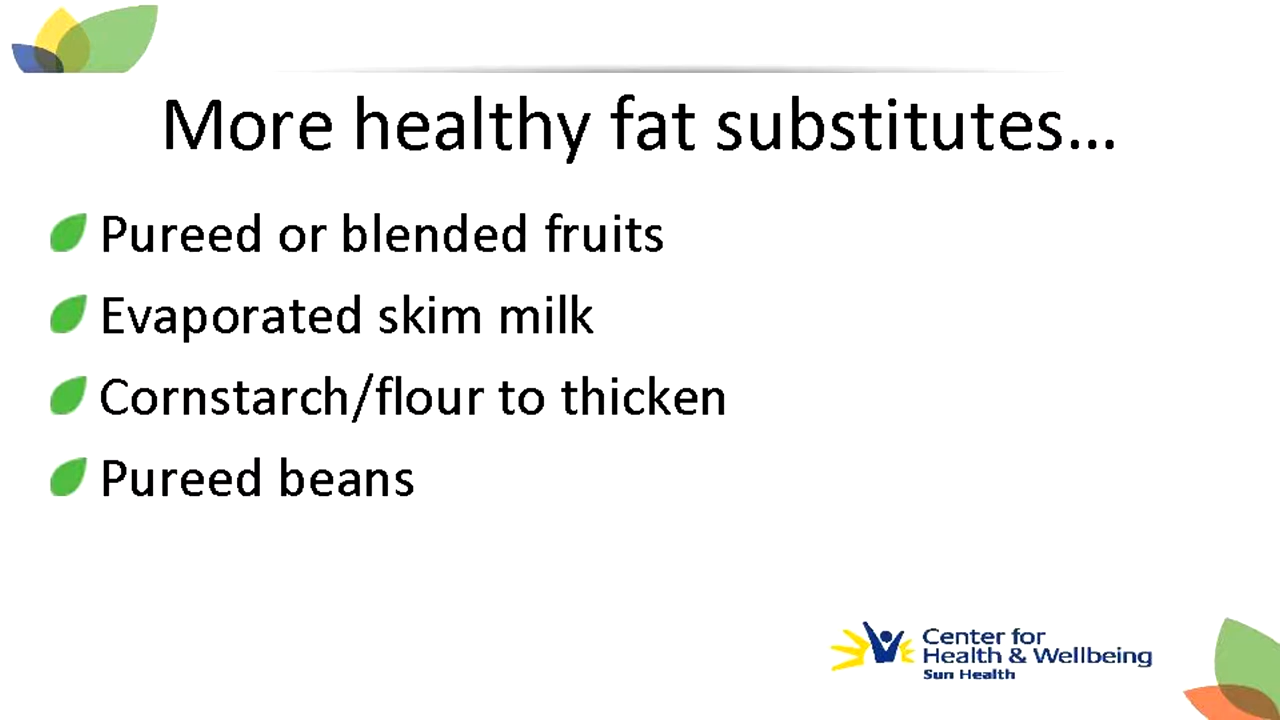 More healthy fat substitutes...
Pureed or blended fruits
Evaporated skim milk
Cornstarch/flour to thicken
Pureed beans
Center for
Health & Wellbeing
Sun Health